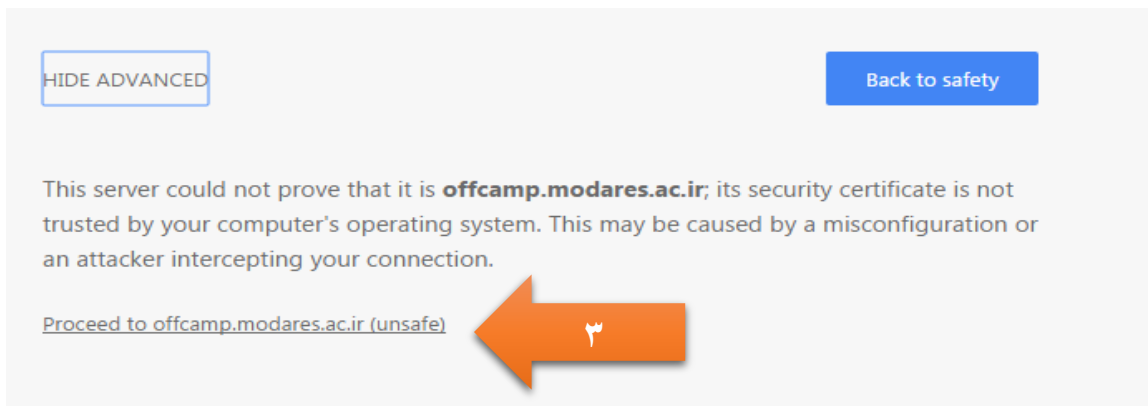 HIDE ADVANCED
Back to safety
This server could not prove that it is offcamp.modares.ac.ir; its security certificate is not
trusted by your computer's operating system. This may be caused by a misconfiguration or
an attacker intercepting your connection.
Proceed to offcamp.modares.ac.ir (unsafe)
۳